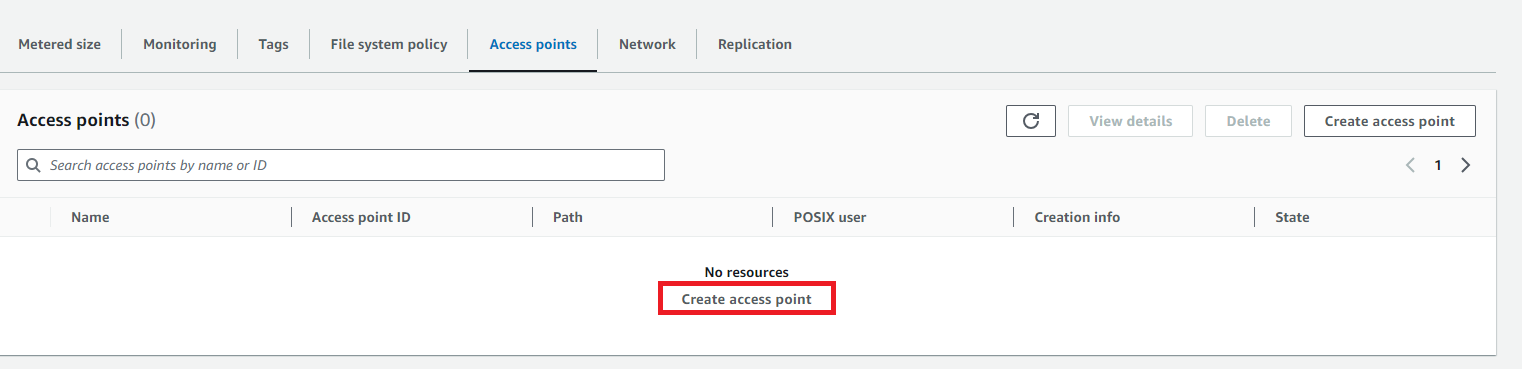 Metered size Monitoring Tags File system policy Access points Network Replication
Access points (0) View details Delete Create access point
Search access points by name or ID 1
Name Access point ID Path POSIX user Creation info State
No resources
Create access point